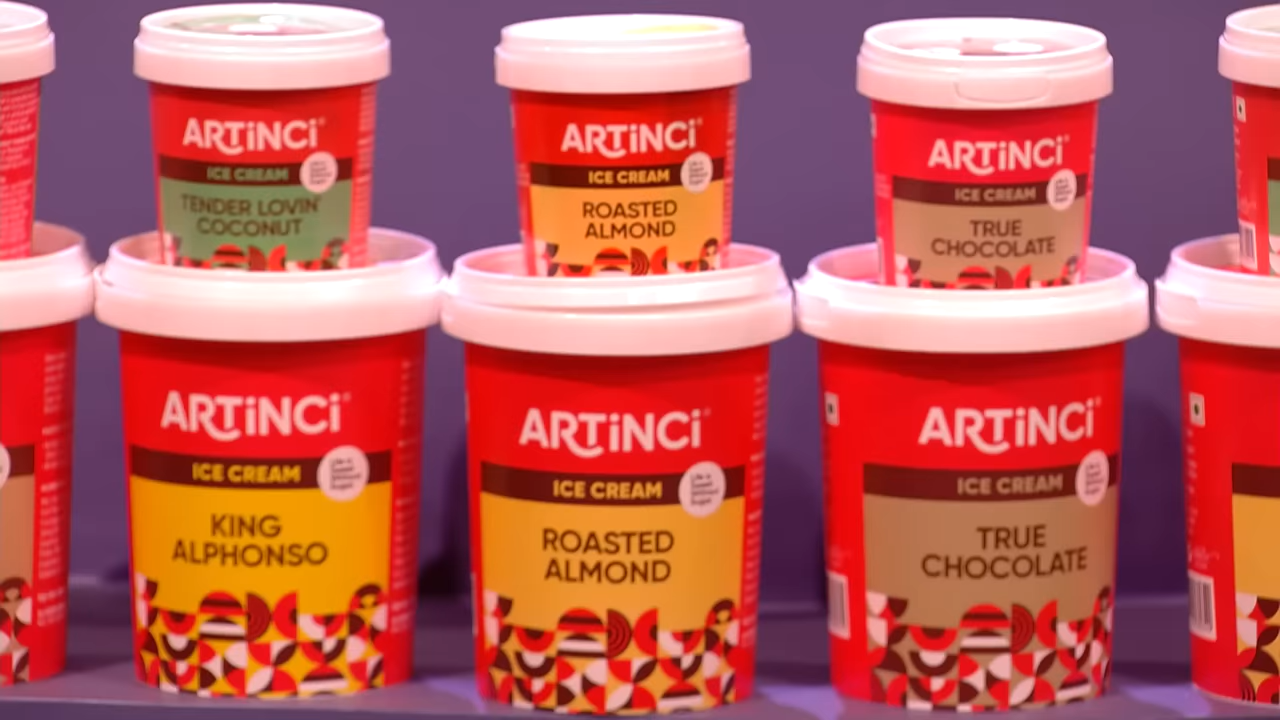 ARTiNCi
ICE CREAM
TENDER LOVIN'
COCONUT
ARTiNCi
ICE CREAM
ROASTED
ALMOND
ARTiNCi
ICE CREAM
TRUE
CHOCOLATE
ARTiNCi
ICE CREAM
KING
ALPHONSO
ARTiNCi
ICE CREAM
ROASTED
ALMOND
ARTiNCi
ICE CREAM
TRUE
CHOCOLATE